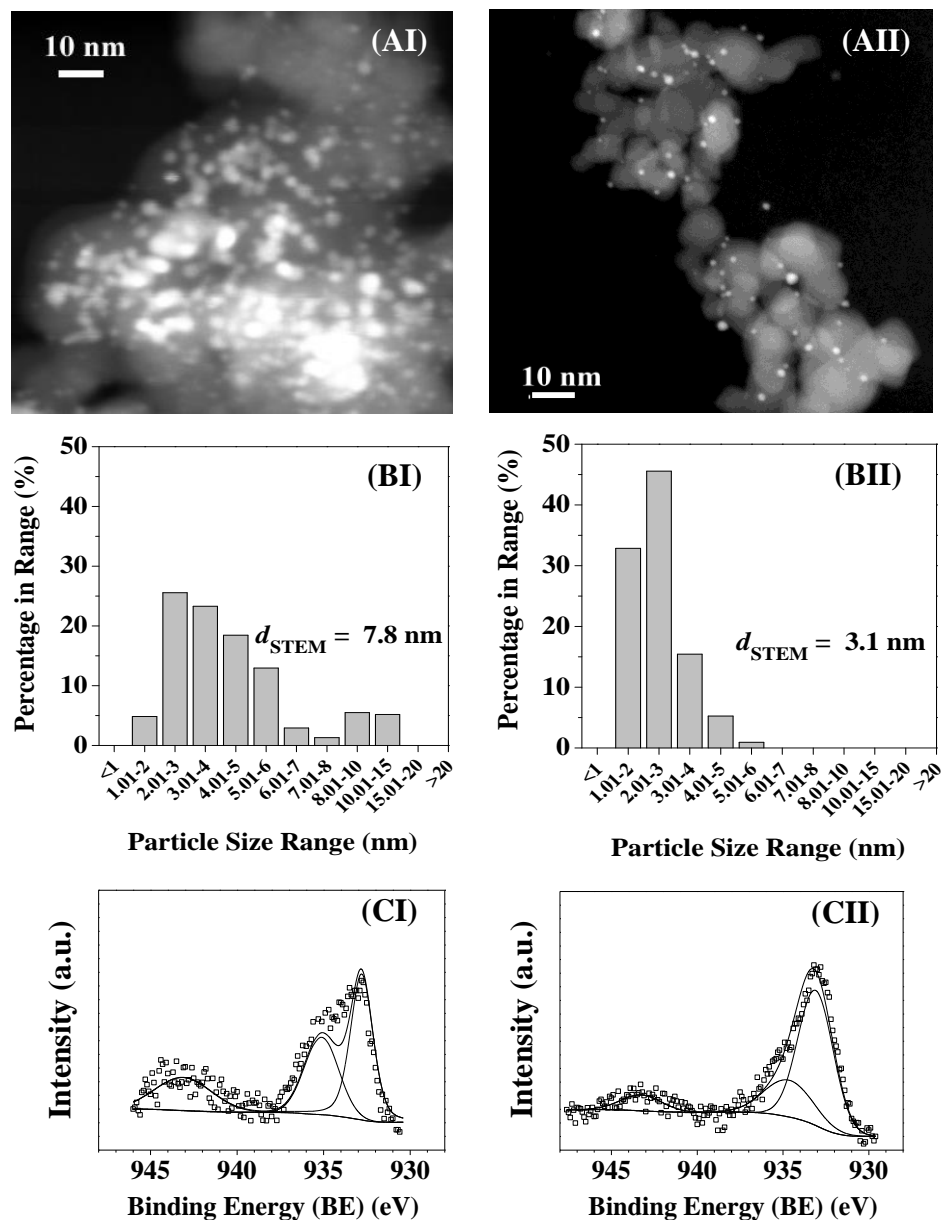 10 nm
(AI)
10 nm
(AII)
50
40
30
20
10
0
Percentage in Range (%)
(BI)
dSTEM = 7.8 nm
<1
1.01-2
2.01-3
3.01-4
4.01-5
5.01-6
6.01-7
7.01-8
8.01-10
10.01-15
15.01-20
>20
Particle Size Range (nm)
50
40
30
20
10
0
Percentage in Range (%)
(BII)
dSTEM = 3.1 nm
<1
1.01-2
2.01-3
3.01-4
4.01-5
5.01-6
6.01-7
7.01-8
8.01-10
10.01-15
15.01-20
>20
Particle Size Range (nm)
Intensity (a.u.)
(CI)
945
940
935
930
Binding Energy (BE) (eV)
Intensity (a.u.)
(CII)
945
940
935
930
Binding Energy (BE) (eV)